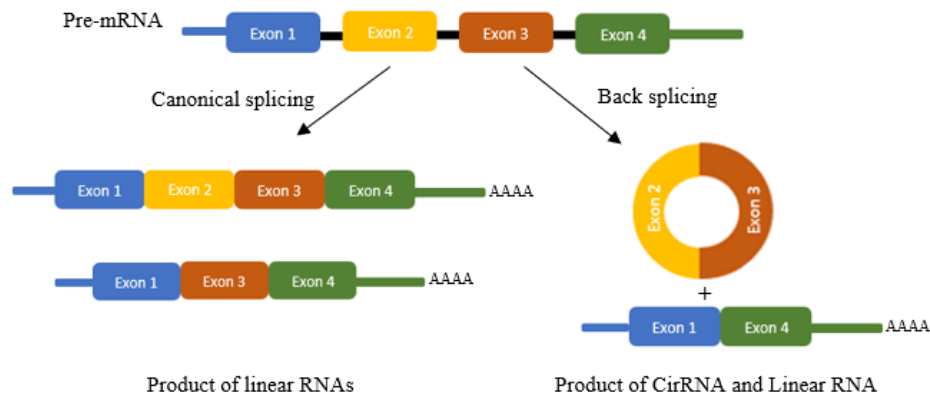 Pre-mRNA
Exon 1 Exon 2 Exon 3 Exon 4
Canonical splicing
Back splicing
Exon 1 Exon 2 Exon 3 Exon 4 AAAA
Exon 1 Exon 3 Exon 4 AAAA
Exon 2 Exon 3
+
Exon 1 Exon 4 AAAA
Product of linear RNAs
Product of CirRNA and Linear RNA